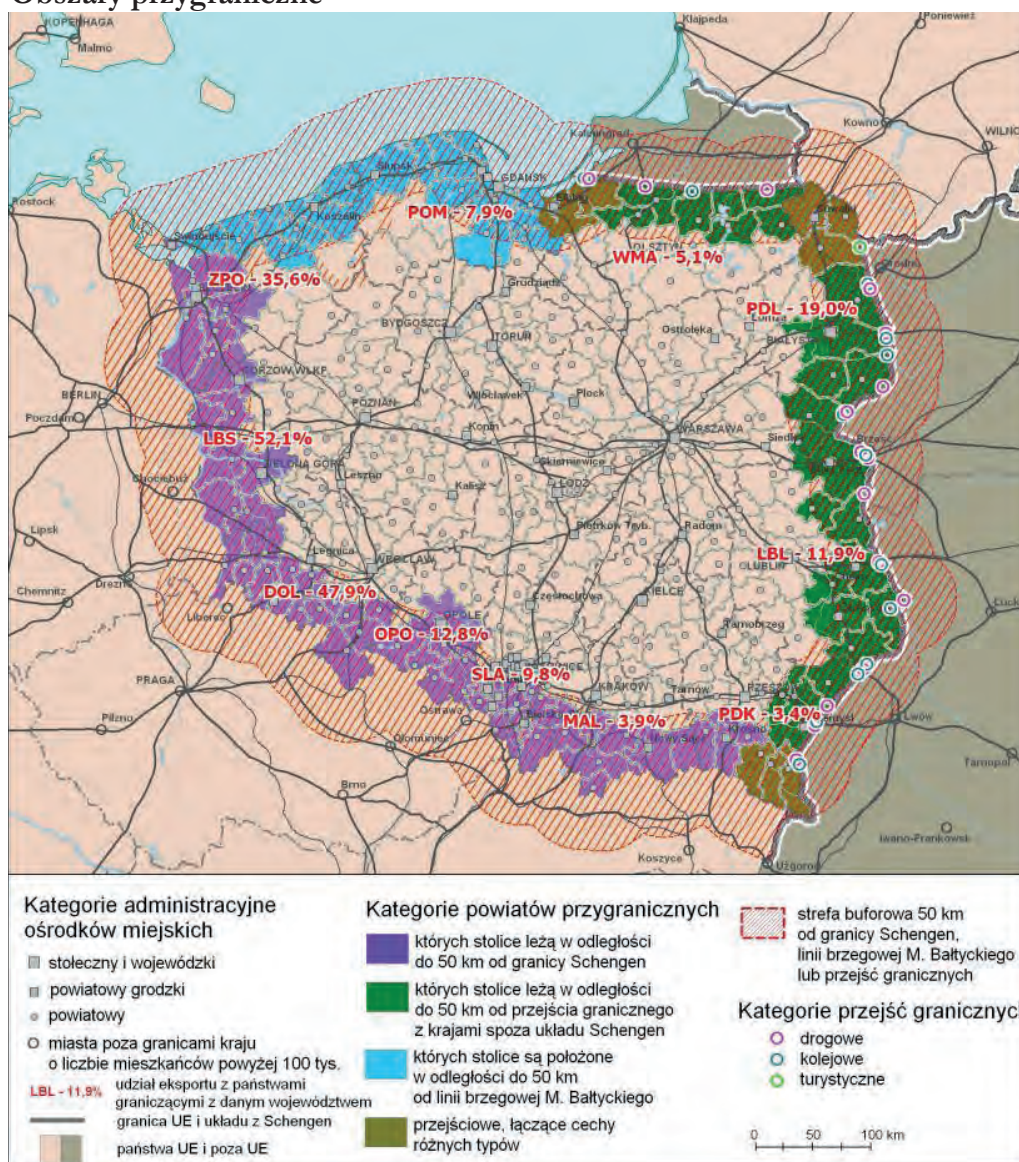 Obszary przygraniczne
KOPENHAGA
Malmo
Kłajpeda
Poniewież
Kowno
WILNO
Kaliningrad
Rostock
Słupsk
GDAŃSK
Koszalin
Elbląg
Suwałki
Świnoujście
POM - 7,9%
OLSZTYN
WMA - 5,1%
Grodno
ZPO - 35,6%
Grudziądz
PDL - 19,0%
Łomża
Ostrołęka
BIAŁYSTOK
BYDGOSZCZ
TORUŃ
GORZÓW WLKP.
BERLIN
Włocławek
Płock
Poczdam
POZNAŃ
Konin
WARSZAWA
Siedlce
Brześć
LBS - 52,1%
ZIELONA GÓRA
Skierniewice
Leszno
Kalisz
ŁÓDŹ
Chociebuż
Lipsk
Piotrków Tryb.
Radom
Legnica
WROCŁAW
LBL - 11,9%
LUBLIN
Drezno
Chemnitz
DOL - 47,9%
Liberec
Częstochowa
KIELCE
Łuck
OPOLE
OPO - 12,8%
Tarnobrzeg
PRAGA
SLA - 9,8%
KRAKÓW
Tarnów
RZESZÓW
Pilzno
Ostrawa
Bielsko
MAL - 3,9%
PDK - 3,4%
Lwów
Ołomuniec
Nowy Sącz
Krosno
Tarnopol
Brno
Iwano-Frankowsk
Koszyce
Użgorod
Kategorie administracyjne
ośrodków miejskich
stołeczny i wojewódzki
powiatowy grodzki
powiatowy
miasta poza granicami kraju
o liczbie mieszkańców powyżej 100 tys.
LBL - 11,9% udział eksportu z państwami
graniczącymi z danym województwem
granica UE i układu z Schengen
państwa UE i poza UE
Kategorie powiatów przygranicznych
których stolice leżą w odległości
do 50 km od granicy Schengen
których stolice leżą w odległości
do 50 km od przejścia granicznego
z krajami spoza układu Schengen
których stolice są położone
w odległości do 50 km
od linii brzegowej M. Bałtyckiego
przejściowe, łączące cechy
różnych typów
strefa buforowa 50 km
od granicy Schengen,
linii brzegowej M. Bałtyckiego
lub przejść granicznych
Kategorie przejść granicznych
drogowe
kolejowe
turystyczne
0 50 100 km